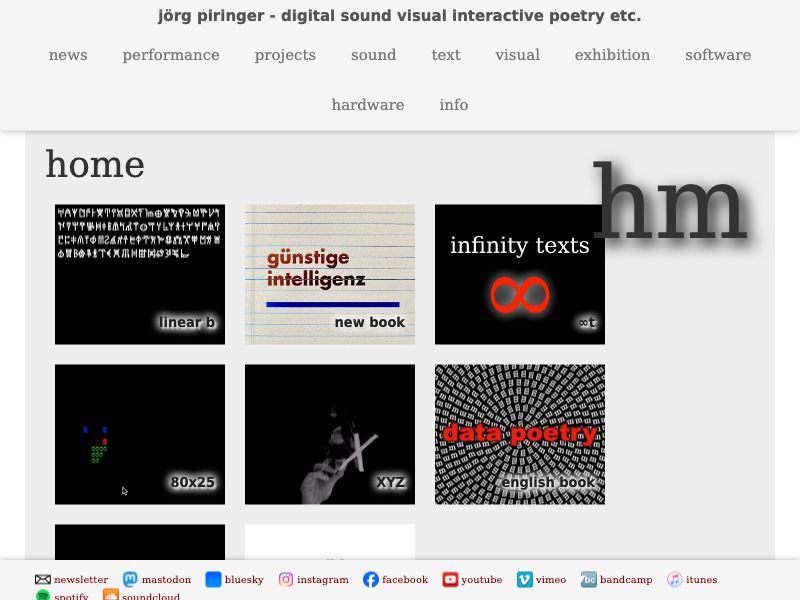 jörg piringer - digital sound visual interactive poetry etc.
news performance projects sound text visual exhibition software
hardware info
home
hm
linear b
günstige
intelligenz
new book
infinity texts
∞
∞t
80x25
XYZ
data poetry
english book
newsletter mastodon bluesky instagram facebook youtube vimeo bandcamp itunes
spotify soundcloud